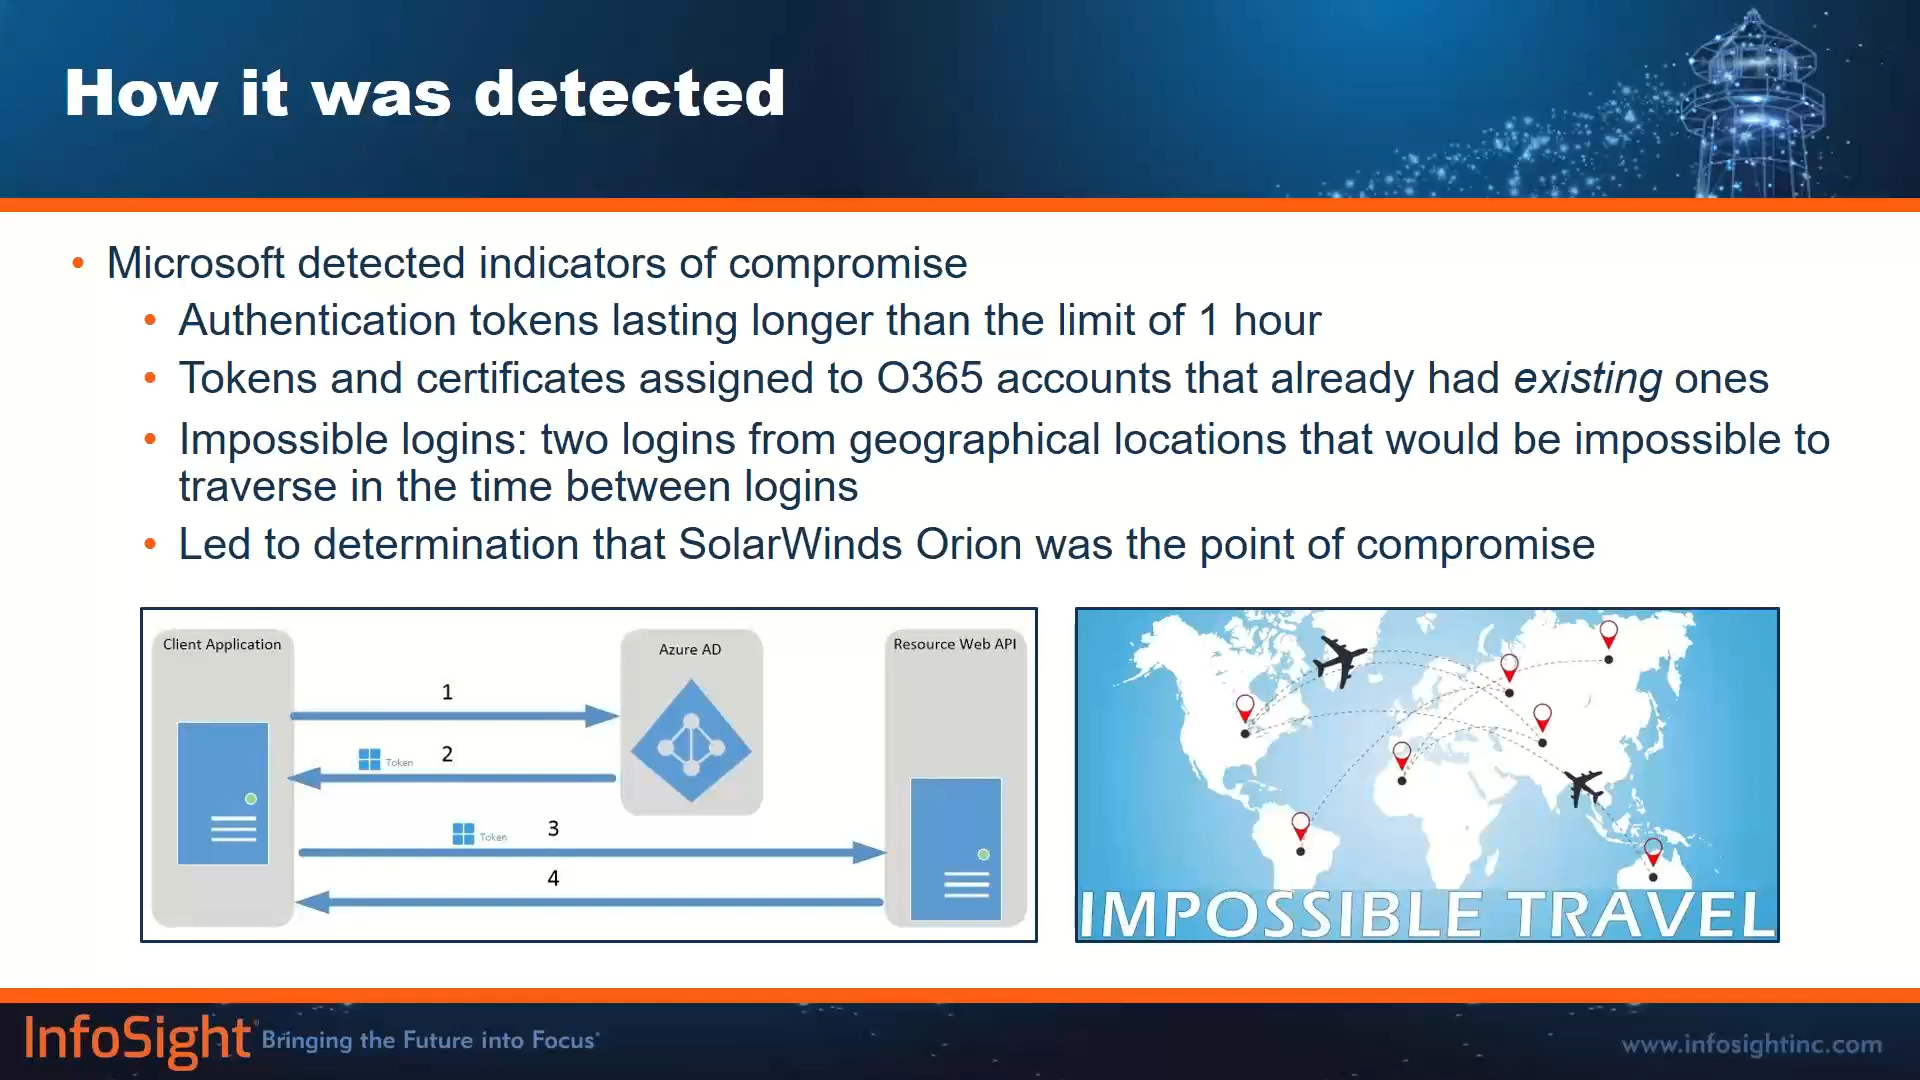 How it was detected
• Microsoft detected indicators of compromise
• Authentication tokens lasting longer than the limit of 1 hour
• Tokens and certificates assigned to O365 accounts that already had existing ones
• Impossible logins: two logins from geographical locations that would be impossible to
traverse in the time between logins
• Led to determination that SolarWinds Orion was the point of compromise
Client Application
Azure AD
Resource Web API
1
Token 2
Token 3
4
IMPOSSIBLE TRAVEL
InfoSight® Bringing the Future into Focus®
www.infosightinc.com